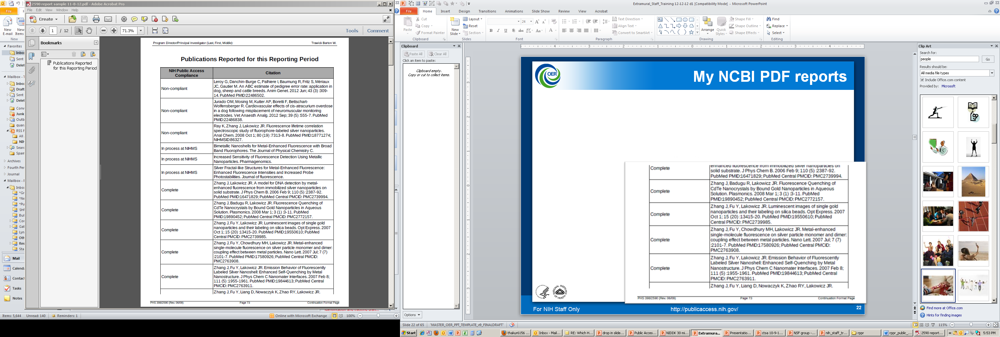 2590 report sample 11-8-12.pdf - Adobe Acrobat Pro
File Edit View Window Help
Create
1 / 12 71.3% Tools Comment
Bookmarks
Publications Reported
for this Reporting Period
File
New E-mail
New Items
New
Favorites
Inbo
Sent
Delet
Mailbox - T
Inbo
Draft
Sent
Delet
Conv
Junk
Outb
quar
RSS F
All
NIH
Searc
Spam
Archives
Fourth Per
Journal
Mailbox - F
Inbo
*Gr
*Ne
*Pu
\Inf
Bul
Cor
Gat
Lyn
Oth
Res
Sta
Mail
Calenda
Contact
Tasks
Notes
Program Director/Principal Investigator (Last, First, Middle): Trawick Barton W.
Publications Reported for this Reporting Period
NIH Public Access Compliance Citation
Non-compliant
Leroy G, Danchin-Burge C, Palhiere I, Baumung R, Fritz S, Mériaux
JC, Gautier M. An ABC estimate of pedigree error rate: application in
dog, sheep and cattle breeds. Anim Genet. 2012 Jun; 43 (3) :309-
14. PubMed PMID:22486502.
Non-compliant
Jurado OM, Mosing M, Kutter AP, Boretti F, Bettschart-
Wolfensberger R. Cardiovascular effects of cis-atracurium overdose
in a dog following misplacement of neuromuscular monitoring
electrodes. Vet Anaesth Analg. 2012 Sep; 39 (5) :555-7. PubMed
PMID:22486838.
Non-compliant
Ray K, Zhang J, Lakowicz JR. Fluorescence lifetime correlation
spectroscopic study of fluorophore-labeled silver nanoparticles.
Anal Chem. 2008 Oct 1; 80 (19) :7313-8. PubMed PMID:18771274;
NIHMSID:86327.
In process at NIHMS
Bimetallic Nanoshells for Metal-Enhanced Fluorescence with Broad
Band Fluorophores. The Journal of Physical Chemistry C.
In process at NIHMS
Increased Sensitivity of Fluorescence Detection Using Metallic
Nanoparticles. Pharmagenomics.
In process at NIHMS
Silver Fractal-like Structures for Metal-Enhanced Fluorescence:
Enhanced Fluorescence Intensities and Increased Probe
Photostabilities. Journal of fluorescence.
Complete
Zhang J, Lakowicz JR. A model for DNA detection by metal-
enhanced fluorescence from immobilized silver nanoparticles on
solid substrate. J Phys Chem B. 2006 Feb 9; 110 (5) :2387-92.
PubMed PMID:16471829; PubMed Central PMCID: PMC2739994.
Complete
Zhang J, Badugu R, Lakowicz JR. Fluorescence Quenching of
CdTe Nanocrystals by Bound Gold Nanoparticles in Aqueous
Solution. Plasmonics. 2008 Mar 1; 3 (1) :3-11. PubMed
PMID:19890452; PubMed Central PMCID: PMC2772157.
Complete
Zhang J, Fu Y, Lakowicz JR. Luminescent images of single gold
nanoparticles and their labeling on silica beads. Opt Express. 2007
Oct 1; 15 (20) :13415-20. PubMed PMID:19550610; PubMed
Central PMCID: PMC2739985.
Complete
Zhang J, Fu Y, Chowdhury MH, Lakowicz JR. Metal-enhanced
single-molecule fluorescence on silver particle monomer and dimer:
coupling effect between metal particles. Nano Lett. 2007 Jul; 7 (7)
:2101-7. PubMed PMID:17580926; PubMed Central PMCID:
PMC2763908.
Complete
Zhang J, Fu Y, Lakowicz JR. Emission Behavior of Fluorescently
Labeled Silver Nanoshell: Enhanced Self-Quenching by Metal
Nanostructure. J Phys Chem C Nanomater Interfaces. 2007 Feb 8;
111 (5) :1955-1961. PubMed PMID:19844613; PubMed Central
PMCID: PMC2763911.
Zhang J, Fu Y, Liang D, Nowaczyk K, Zhao RY, Lakowicz JR.
PHS 398/2590 (Rev. 06/09) Page 73 Continuation Format Page
Items: 5,644 Unread: 140 Reminders: 1 Online with Microsoft Exchange 100%
Extramural_Staff_Training 12-12-12 d1 [Compatibility Mode] - Microsoft PowerPoint
File Home Insert Design Transitions Animations Slide Show Review View Acrobat
Paste Cut Copy Format Painter Clipboard
New Slide Layout Reset Section Slides
24 Font
Text Direction Align Text Convert to SmartArt Paragraph
Arrange Quick Styles Shape Fill Shape Outline Shape Effects Drawing
Find Replace Select Editing
Clipboard
Paste All Clear All
Click an item to paste:
Clipboard empty.
Copy or cut to collect items.
Options
OER
My NCBI PDF reports
Complete
enhanced fluorescence from immobilized silver nanoparticles on
solid substrate. J Phys Chem B. 2006 Feb 9; 110 (5) :2387-92.
PubMed PMID:16471829; PubMed Central PMCID: PMC2739994.
Complete
Zhang J, Badugu R, Lakowicz JR. Fluorescence Quenching of
CdTe Nanocrystals by Bound Gold Nanoparticles in Aqueous
Solution. Plasmonics. 2008 Mar 1; 3 (1) :3-11. PubMed
PMID:19890452; PubMed Central PMCID: PMC2772157.
Complete
Zhang J, Fu Y, Lakowicz JR. Luminescent images of single gold
nanoparticles and their labeling on silica beads. Opt Express. 2007
Oct 1; 15 (20) :13415-20. PubMed PMID:19550610; PubMed
Central PMCID: PMC2739985.
Complete
Zhang J, Fu Y, Chowdhury MH, Lakowicz JR. Metal-enhanced
single-molecule fluorescence on silver particle monomer and dimer:
coupling effect between metal particles. Nano Lett. 2007 Jul; 7 (7)
:2101-7. PubMed PMID:17580926; PubMed Central PMCID:
PMC2763908.
Complete
Zhang J, Fu Y, Lakowicz JR. Emission Behavior of Fluorescently
Labeled Silver Nanoshell: Enhanced Self-Quenching by Metal
Nanostructure. J Phys Chem C Nanomater Interfaces. 2007 Feb 8;
111 (5) :1955-1961. PubMed PMID:19844613; PubMed Central
PMCID: PMC2763911.
Zhang J, Fu Y, Liang D, Nowaczyk K, Zhao RY, Lakowicz JR.
PHS 398/2590 (Rev. 06/09) Page 73 Continuation Format Page
For NIH Staff Only http://publicaccess.nih.gov/ 22
Clip Art
Search for:
people Go
Results should be:
All media file types
Include Office.com content
Provided by: Microsoft
Find more at Office.com
Hints for finding images
Slide 22 of 65 "MASTER_OER_PPT_TEMPLATE_v9_FINALDRAFT" 115%
Start thakur6156 ... Inbox - Mail... RE: Which H... drop in slide... Public Acces... NIDDK 30 mi... Extramura... Presentatio... ctsa 10-9-1... NSF group -... nih_staff_tr... rppr rppr_public_... 2590 report... 5:53 PM